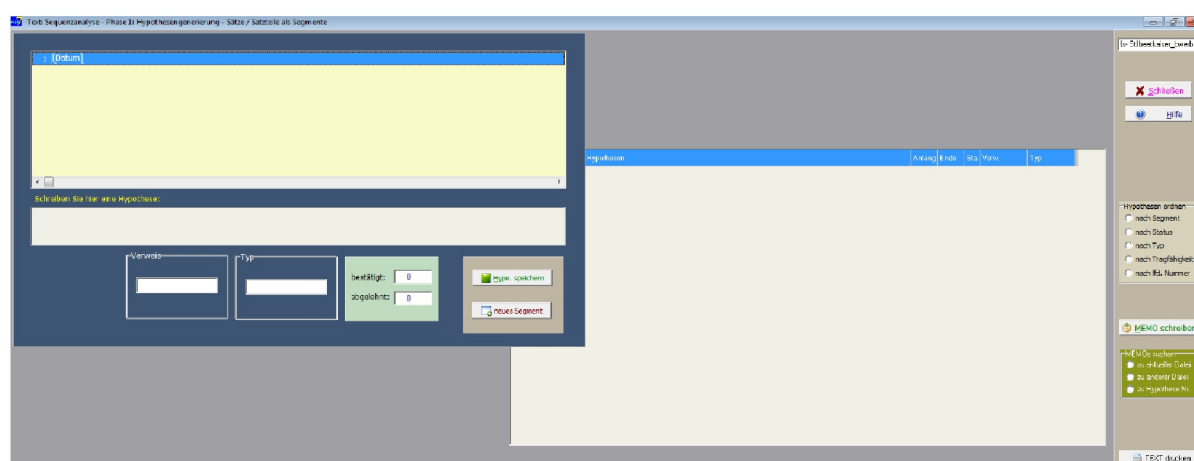 Text: Sequenzanalyse - Phase 1: Hypothesengenerierung - Sätze / Satzteile als Segmente
: [Datum]
Schreiben Sie hier eine Hypothese:
Verweis
Typ
bestätigt: 0
abgelehnt: 0
Hypo. speichern
neues Segment
Hypothesen Anfang Ende Sta Verw. Typ
Schließen
Hilfe
Hypothesen ordnen
nach Segment
nach Status
nach Typ
nach Tragfähigkeit
nach lfd. Nummer
MEMO schreiben
MEMOs suchen
zu aktueller Datei
zu anderer Datei
zu Hypothese Nr.
TEXT drucken